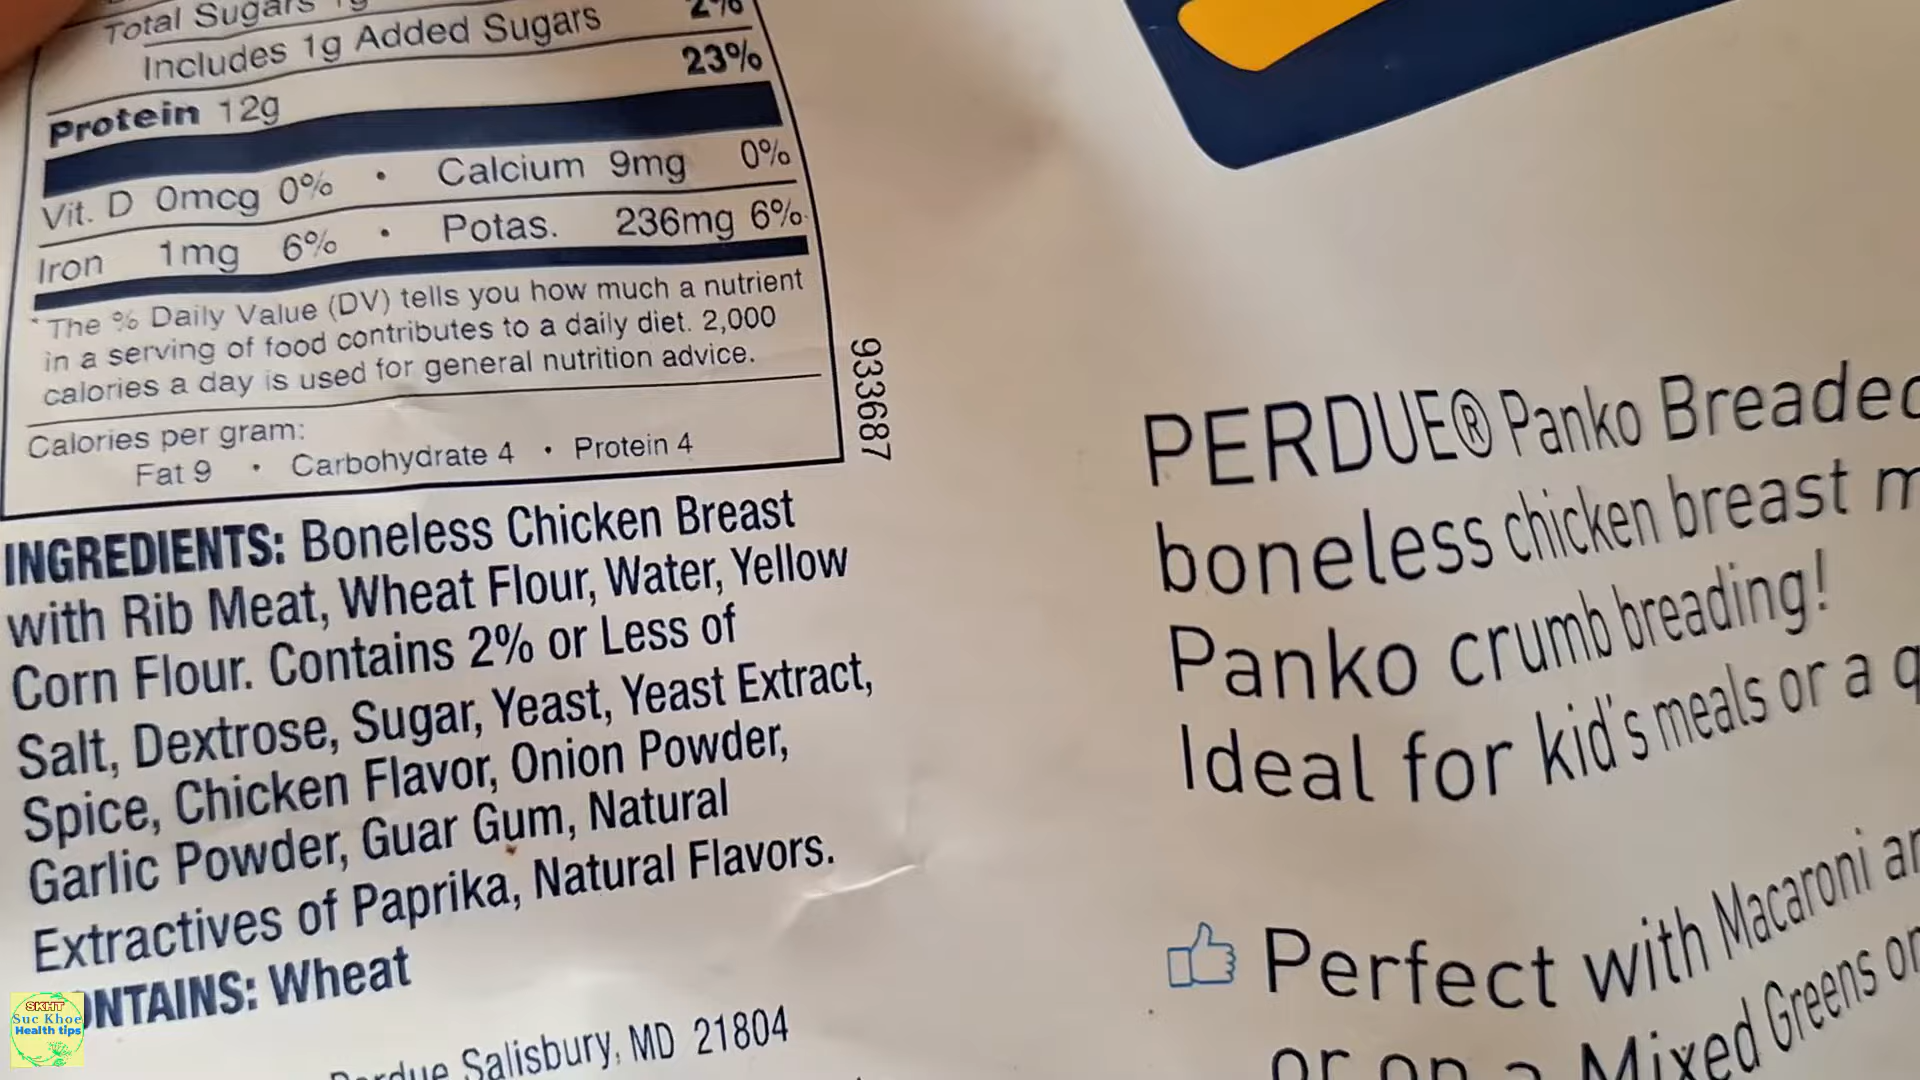 Total Sugars 1g
Includes 1g Added Sugars 2%
Protein 12g 23%
Vit. D 0mcg 0% • Calcium 9mg 0%
Iron 1mg 6% • Potas. 236mg 6%
*The % Daily Value (DV) tells you how much a nutrient
in a serving of food contributes to a daily diet. 2,000
calories a day is used for general nutrition advice.
Calories per gram:
Fat 9 • Carbohydrate 4 • Protein 4
933687
INGREDIENTS: Boneless Chicken Breast
with Rib Meat, Wheat Flour, Water, Yellow
Corn Flour. Contains 2% or Less of
Salt, Dextrose, Sugar, Yeast, Yeast Extract,
Spice, Chicken Flavor, Onion Powder,
Garlic Powder, Guar Gum, Natural
Extractives of Paprika, Natural Flavors.
ONTAINS: Wheat
Perdue Salisbury, MD 21804
PERDUE® Panko Breaded
boneless chicken breast m
Panko crumb breading!
Ideal for kid's meals or a q
Perfect with Macaroni an
or on a Mixed Greens or
SKHT
Suc Khoe
Health tips